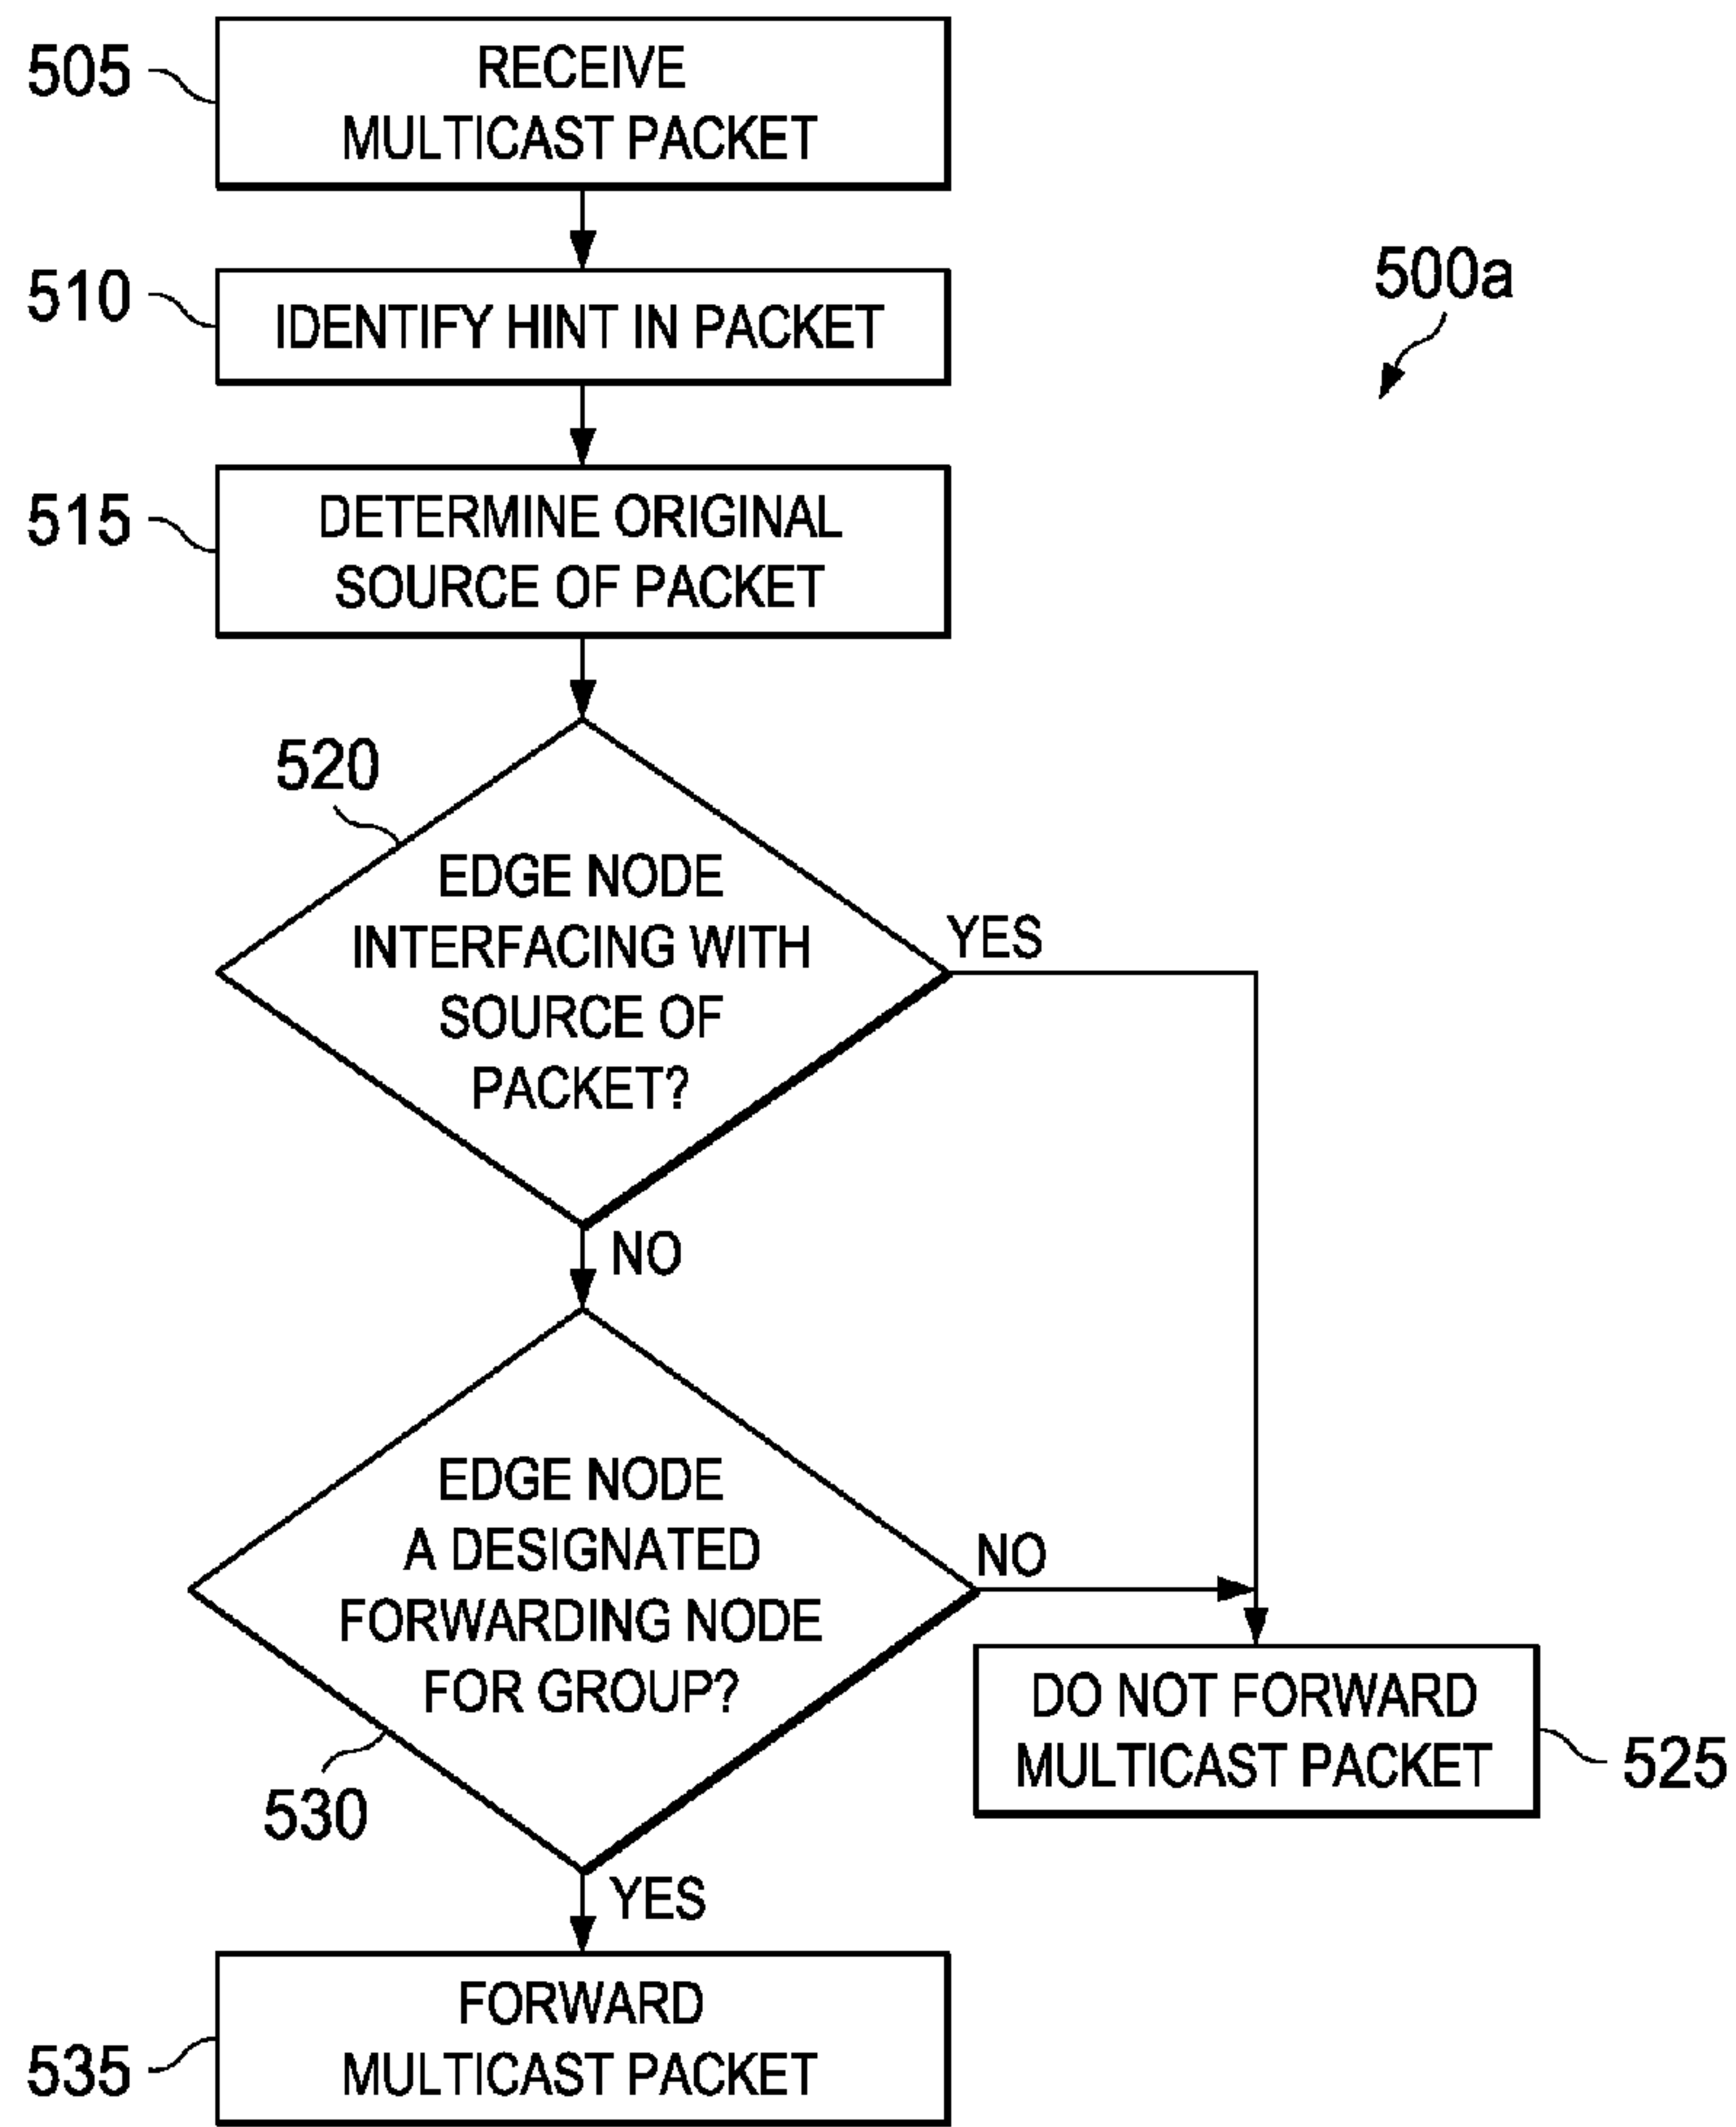 505
RECEIVE
MULTICAST PACKET
510
IDENTIFY HINT IN PACKET
500a
515
DETERMINE ORIGINAL
SOURCE OF PACKET
520
EDGE NODE
INTERFACING WITH
SOURCE OF
PACKET?
YES
NO
EDGE NODE
A DESIGNATED
FORWARDING NODE
FOR GROUP?
NO
530
DO NOT FORWARD
MULTICAST PACKET
525
YES
535
FORWARD
MULTICAST PACKET